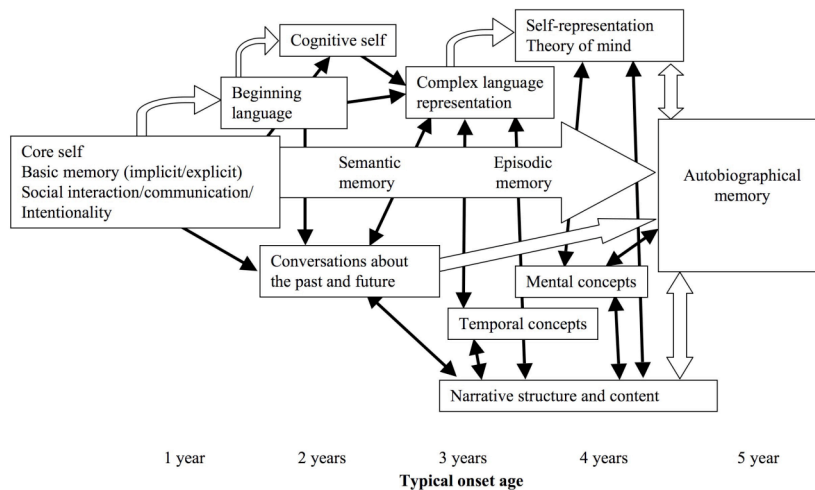 Self-representation
Theory of mind
Cognitive self
Beginning
language
Complex language
representation
Core self
Basic memory (implicit/explicit)
Social interaction/communication/
Intentionality
Semantic
memory
Episodic
memory
Autobiographical
memory
Conversations about
the past and future
Mental concepts
Temporal concepts
Narrative structure and content
1 year
2 years
3 years
4 years
5 year
Typical onset age